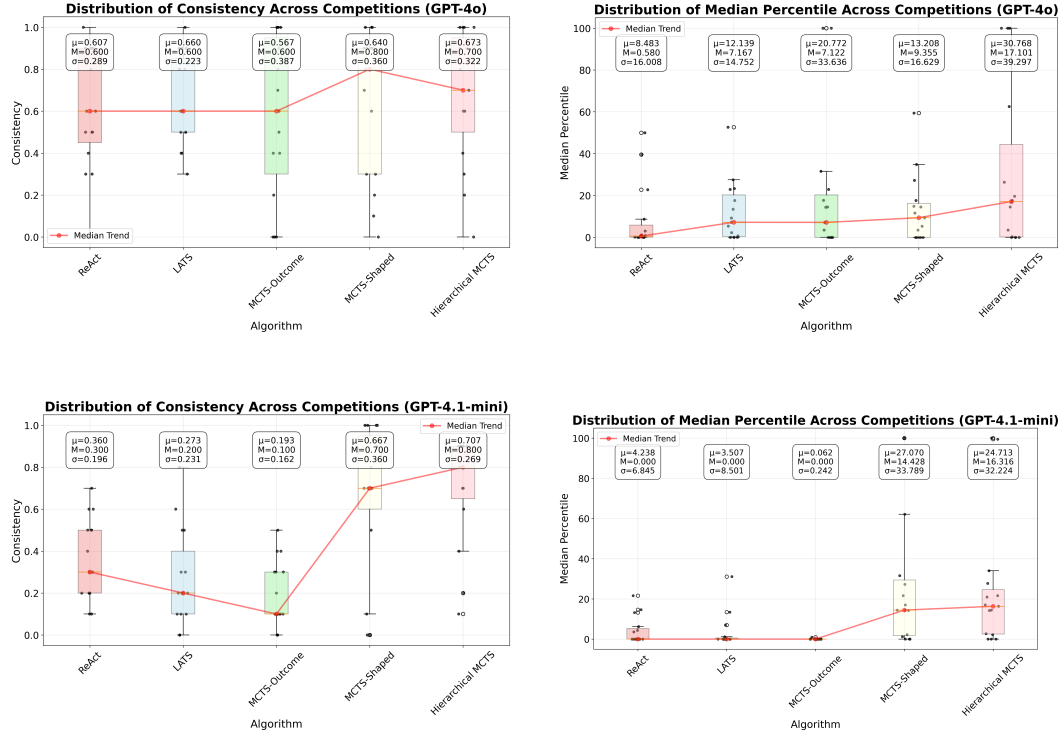 Distribution of Consistency Across Competitions (GPT-4o)
1.0
0.8
0.6
0.4
0.2
0.0
Consistency
μ=0.607
M=0.600
σ=0.289
μ=0.660
M=0.600
σ=0.223
μ=0.567
M=0.600
σ=0.387
μ=0.640
M=0.800
σ=0.360
μ=0.673
M=0.700
σ=0.322
Median Trend
ReAct
LATS
MCTS-Outcome
MCTS-Shaped
Hierarchical MCTS
Algorithm
Distribution of Median Percentile Across Competitions (GPT-4o)
100
80
60
40
20
0
Median Percentile
Median Trend
μ=8.483
M=0.580
σ=16.008
μ=12.139
M=7.167
σ=14.752
μ=20.772
M=7.122
σ=33.636
μ=13.208
M=9.355
σ=16.629
μ=30.768
M=17.101
σ=39.297
ReAct
LATS
MCTS-Outcome
MCTS-Shaped
Hierarchical MCTS
Algorithm
Distribution of Consistency Across Competitions (GPT-4.1-mini)
1.0
0.8
0.6
0.4
0.2
0.0
Consistency
Median Trend
μ=0.360
M=0.300
σ=0.196
μ=0.273
M=0.200
σ=0.231
μ=0.193
M=0.100
σ=0.162
μ=0.667
M=0.700
σ=0.360
μ=0.707
M=0.800
σ=0.269
ReAct
LATS
MCTS-Outcome
MCTS-Shaped
Hierarchical MCTS
Algorithm
Distribution of Median Percentile Across Competitions (GPT-4.1-mini)
100
80
60
40
20
0
Median Percentile
Median Trend
μ=4.238
M=0.000
σ=6.845
μ=3.507
M=0.000
σ=8.501
μ=0.062
M=0.000
σ=0.242
μ=27.070
M=14.428
σ=33.789
μ=24.713
M=16.316
σ=32.224
ReAct
LATS
MCTS-Outcome
MCTS-Shaped
Hierarchical MCTS
Algorithm